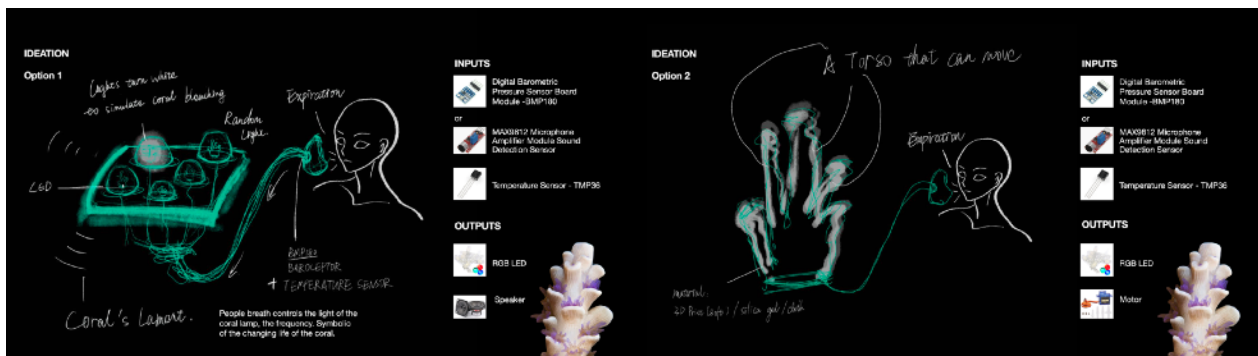 IDEATION
Option 1
Lights turn white
to simulate coral bleaching
Expiration
Random
Light
LED
BMP180
BAROCEPTOR
+ TEMPERATURE SENSOR
Coral's Lament.
People breath controls the light of the
coral lamp, the frequency. Symbolic
of the changing life of the coral.
INPUTS
Digital Barometric
Pressure Sensor Board
Module -BMP180
or
MAX9812 Microphone
Amplifier Module Sound
Detection Sensor
Temperature Sensor - TMP36
OUTPUTS
RGB LED
Speaker
IDEATION
Option 2
A Torso that can move
Expiration
material:
/ silica gel / cloth
INPUTS
Digital Barometric
Pressure Sensor Board
Module -BMP180
or
MAX9812 Microphone
Amplifier Module Sound
Detection Sensor
Temperature Sensor - TMP36
OUTPUTS
RGB LED
Motor